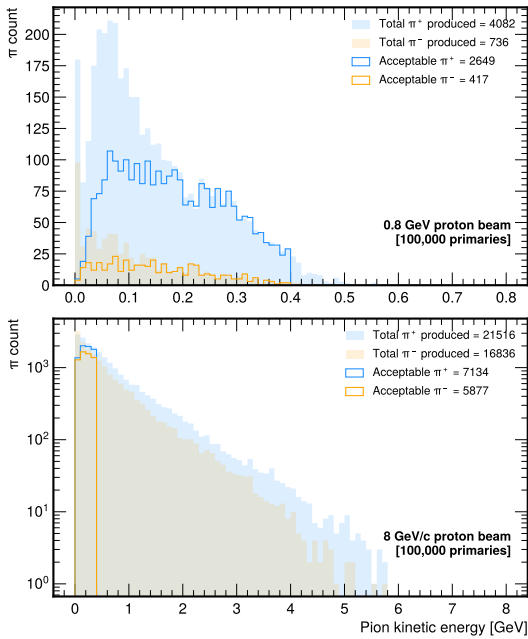 π count
200
175
150
125
100
75
50
25
0
Total π⁺ produced = 4082
Total π⁻ produced = 736
Acceptable π⁺ = 2649
Acceptable π⁻ = 417
0.8 GeV proton beam
[100,000 primaries]
0.0 0.1 0.2 0.3 0.4 0.5 0.6 0.7 0.8
π count
10³
10²
10¹
10⁰
Total π⁺ produced = 21516
Total π⁻ produced = 16836
Acceptable π⁺ = 7134
Acceptable π⁻ = 5877
8 GeV/c proton beam
[100,000 primaries]
0 1 2 3 4 5 6 7 8
Pion kinetic energy [GeV]